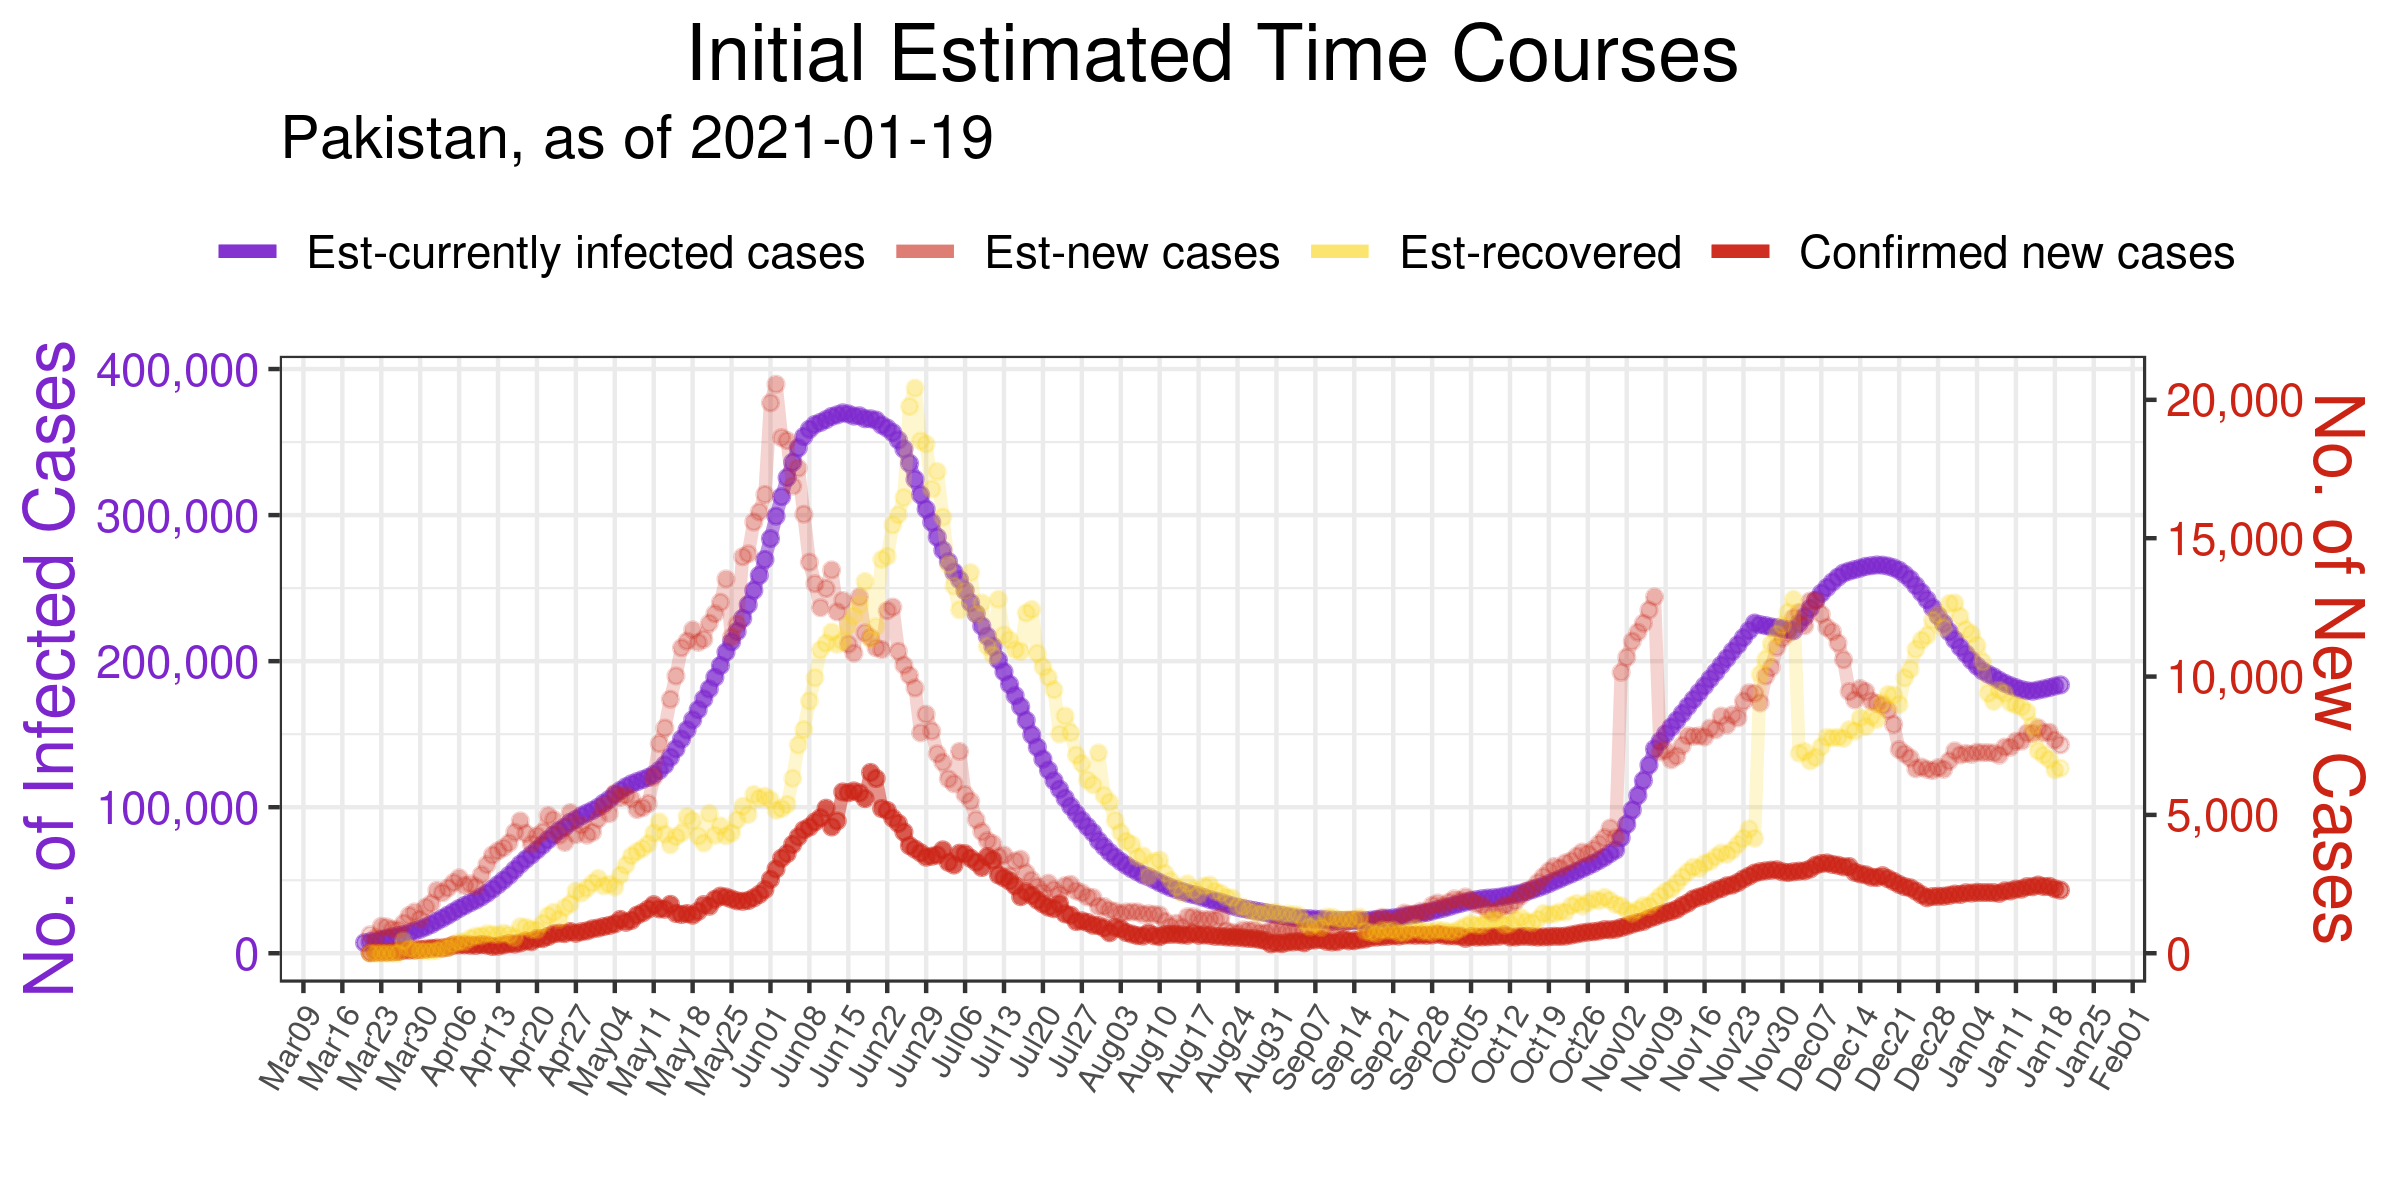 Initial Estimated Time Courses
Pakistan, as of 2021-01-19
Est-currently infected cases Est-new cases Est-recovered Confirmed new cases
No. of Infected Cases
400,000
300,000
200,000
100,000
0
20,000
15,000
10,000
5,000
0
No. of New Cases
Mar09 Mar16 Mar23 Mar30 Apr06 Apr13 Apr20 Apr27 May04 May11 May18 May25 Jun01 Jun08 Jun15 Jun22 Jun29 Jul06 Jul13 Jul20 Jul27 Aug03 Aug10 Aug17 Aug24 Aug31 Sep07 Sep14 Sep21 Sep28 Oct05 Oct12 Oct19 Oct26 Nov02 Nov09 Nov16 Nov23 Nov30 Dec07 Dec14 Dec21 Dec28 Jan04 Jan11 Jan18 Jan25 Feb01